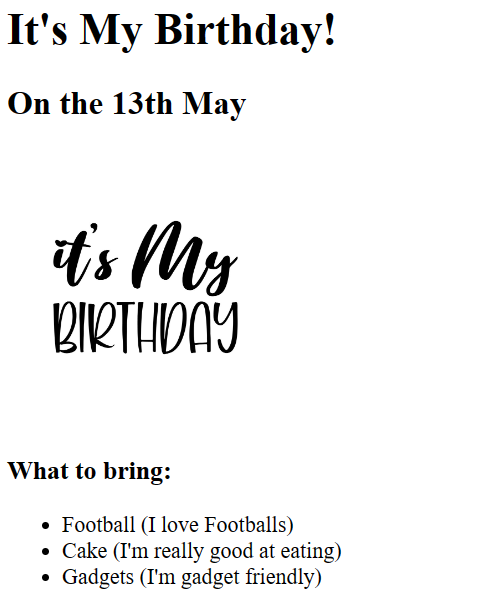 It's My Birthday!
On the 13th May
it's My
BIRTHDAY
What to bring:
• Football (I love Footballs)
• Cake (I'm really good at eating)
• Gadgets (I'm gadget friendly)